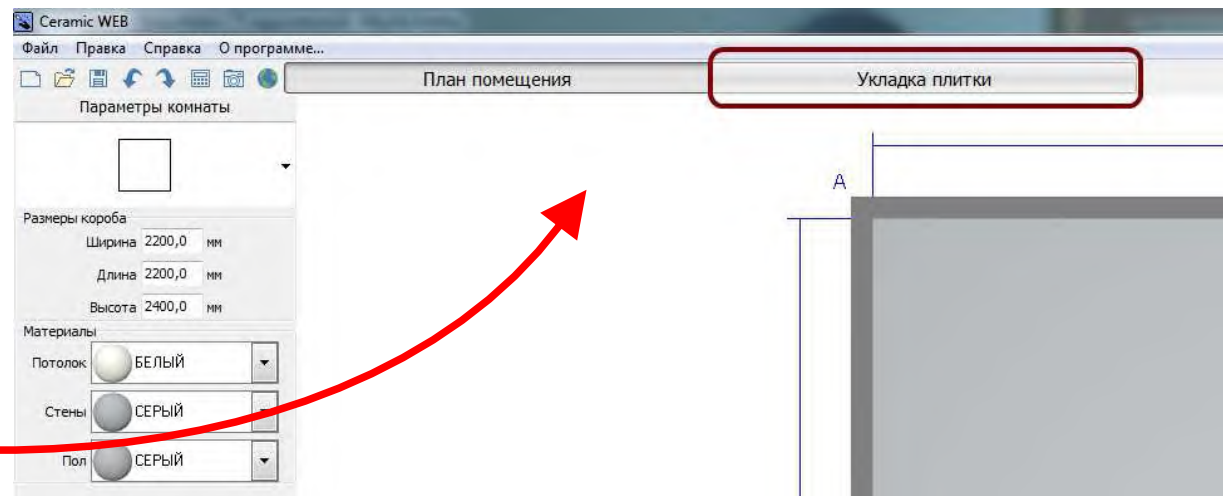 Ceramic WEB
Файл Правка Справка О программе...
План помещения Укладка плитки
Параметры комнаты
A
Размеры короба
Ширина 2200,0 мм
Длина 2200,0 мм
Высота 2400,0 мм
Материалы
Потолок БЕЛЫЙ
Стены СЕРЫЙ
Пол СЕРЫЙ